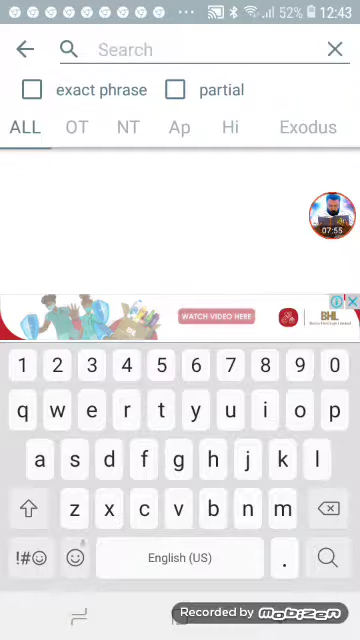 52% 12:43
Search
exact phrase partial
ALL OT NT Ap Hi Exodus
07:55
WATCH VIDEO HERE BHL
1 2 3 4 5 6 7 8 9 0
q w e r t y u i o p
a s d f g h j k l
z x c v b n m
!#☺ English (US) .
Recorded by mobizen